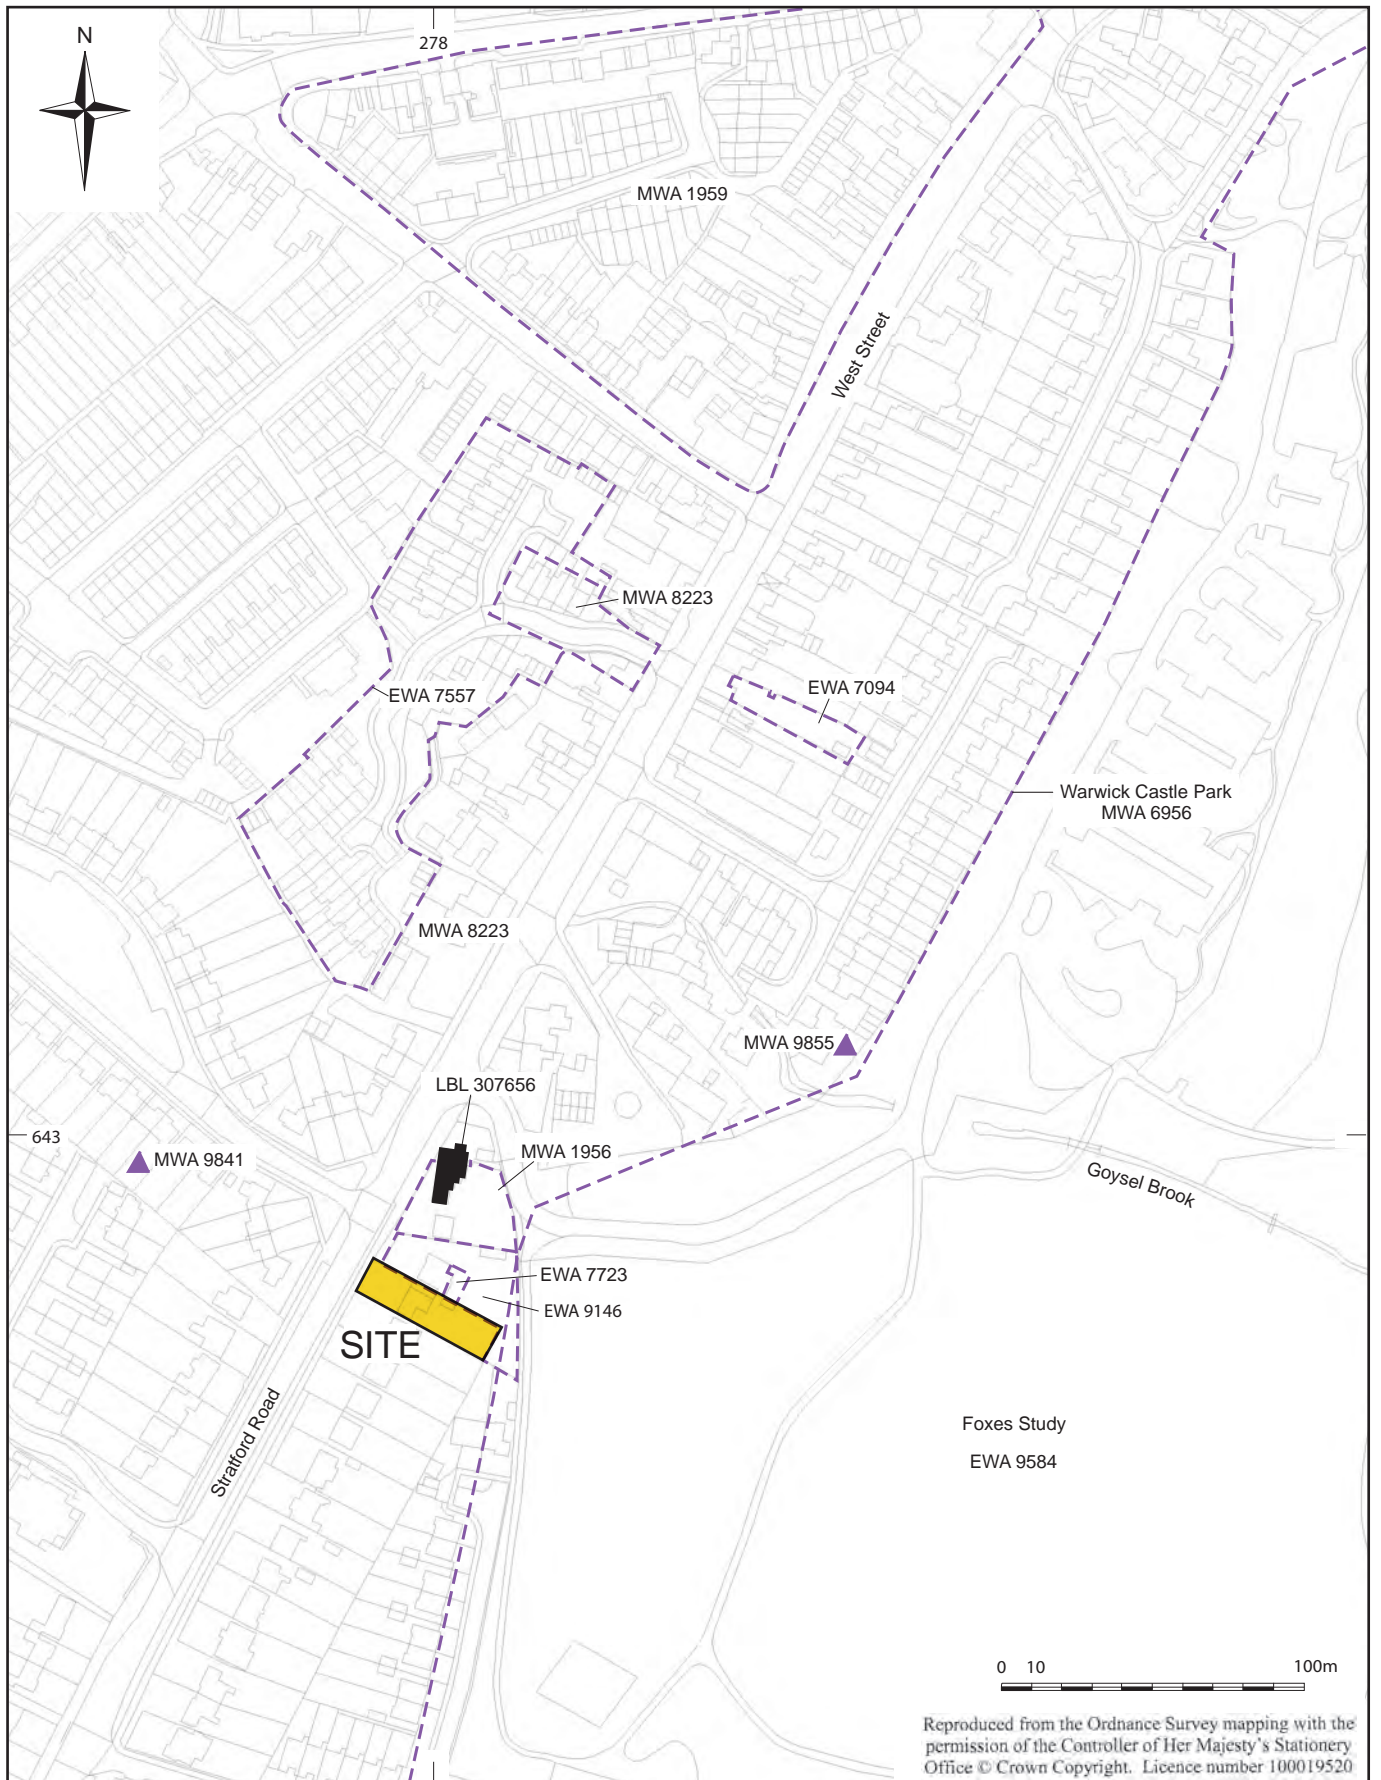 N
278
MWA 1959
West Street
MWA 8223
EWA 7557
EWA 7094
Warwick Castle Park
MWA 6956
MWA 8223
MWA 9855
LBL 307656
643
MWA 9841
MWA 1956
Goysel Brook
EWA 7723
EWA 9146
SITE
Stratford Road
Foxes Study
EWA 9584
0 10 100m
Reproduced from the Ordnance Survey mapping with the
permission of the Controller of Her Majesty's Stationery
Office © Crown Copyright. Licence number 100019520